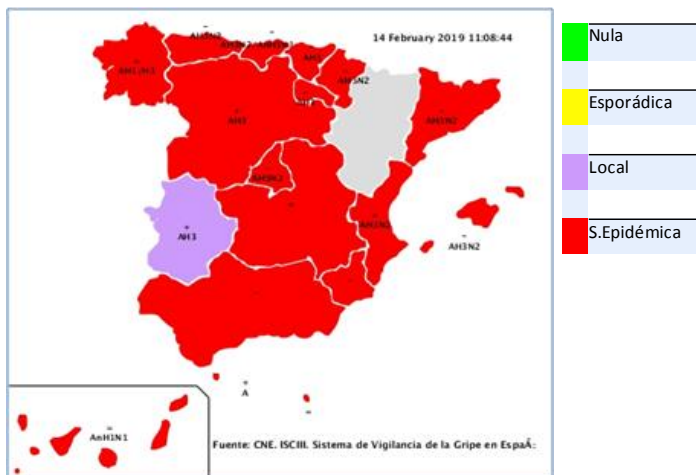 14 February 2019 11:08:44
AH3N2
AH3
AH3N2
AH3N2
AH3
AH3N2
AH3N2
AH3
AH3N2
A
AnH1N1
Fuente: CNE. ISCIII. Sistema de Vigilancia de la Gripe en EspaÃ:
Nula
Esporádica
Local
S.Epidémica